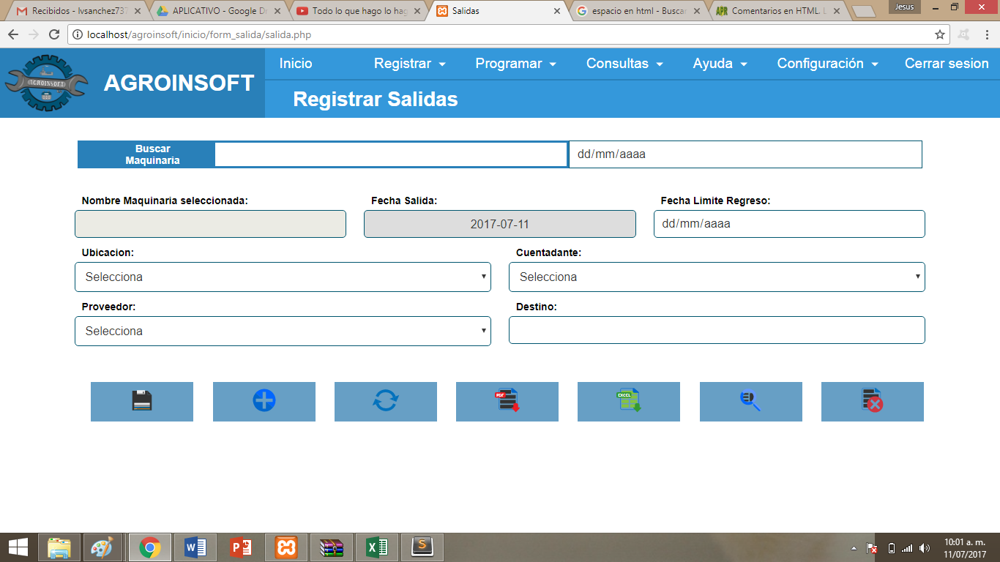 Recibidos - lvsanchez737
APLICATIVO - Google Dr
Todo lo que hago lo hag
Salidas
espacio en html - Buscar
APR Comentarios en HTML. L
Jesus
localhost/agroinsoft/inicio/form_salida/salida.php
AGROINSOFT
AGROINSOFT
Inicio
Registrar
Programar
Consultas
Ayuda
Configuración
Cerrar sesion
Registrar Salidas
Buscar
Maquinaria
dd/mm/aaaa
Nombre Maquinaria seleccionada:
Fecha Salida:
Fecha Limite Regreso:
2017-07-11
dd/mm/aaaa
Ubicacion:
Cuentadante:
Selecciona
Selecciona
Proveedor:
Destino:
Selecciona
PDF
EXCEL
10:01 a. m.
11/07/2017